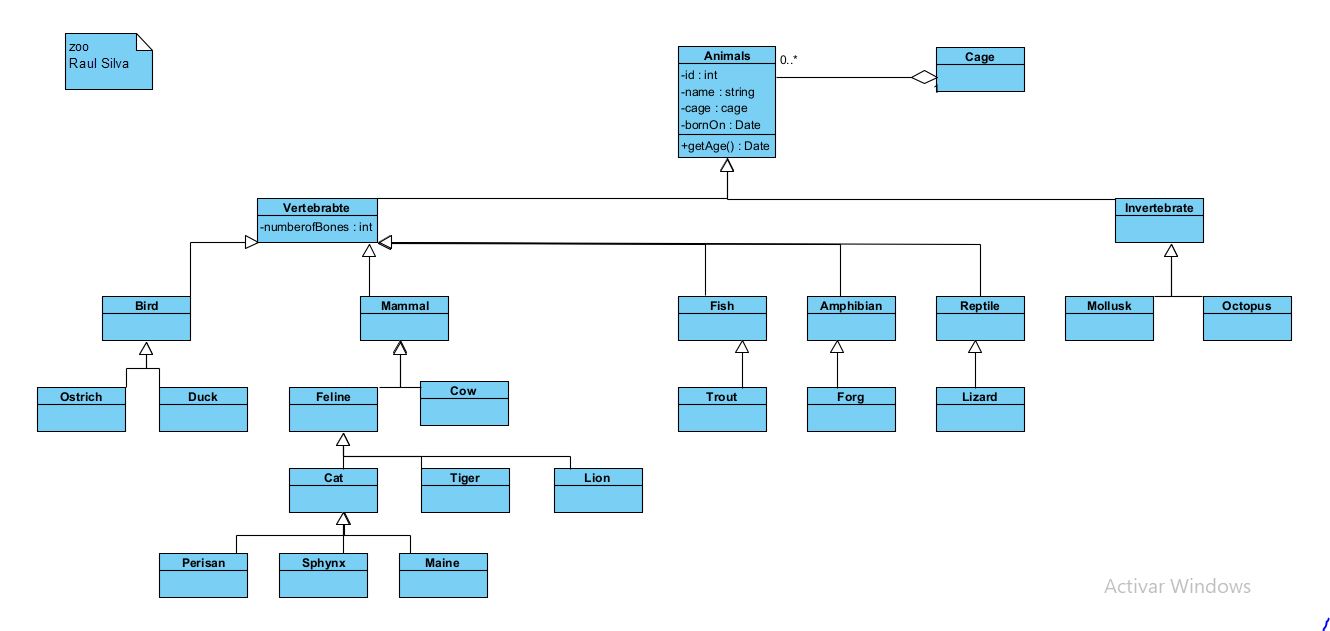 zoo
Raul Silva
Animals
-id : int
-name : string
-cage : cage
-bornOn : Date
+getAge() : Date
0..*
Cage
Vertebrabte
-numberofBones : int
Invertebrate
Bird
Mammal
Fish
Amphibian
Reptile
Mollusk
Octopus
Ostrich
Duck
Feline
Cow
Trout
Forg
Lizard
Cat
Tiger
Lion
Perisan
Sphynx
Maine
Activar Windows